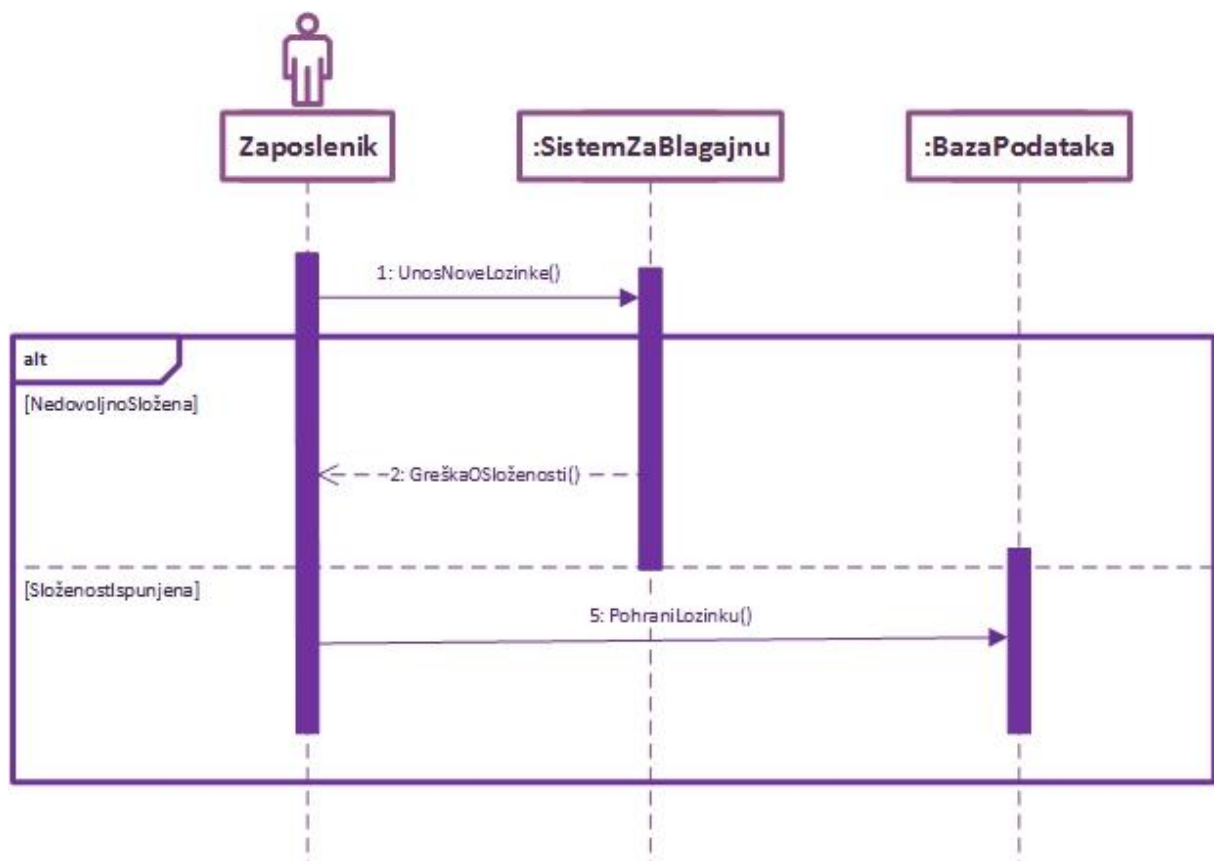 Zaposlenik
:SistemZaBlagajnu
:BazaPodataka
1: UnosNoveLozinke()
alt
[NedovoljnoSložena]
2: GreškaOSloženosti()
[SloženostIspunjena]
5: PohraniLozinku()